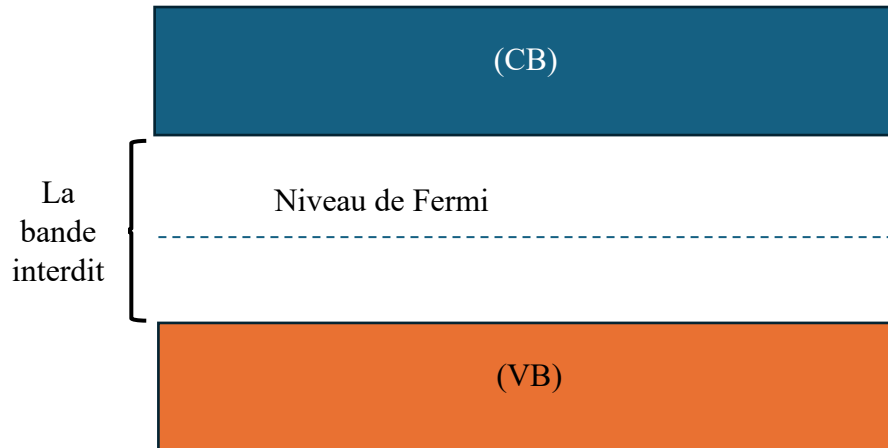 (CB)
Niveau de Fermi
La
bande
interdit
(VB)